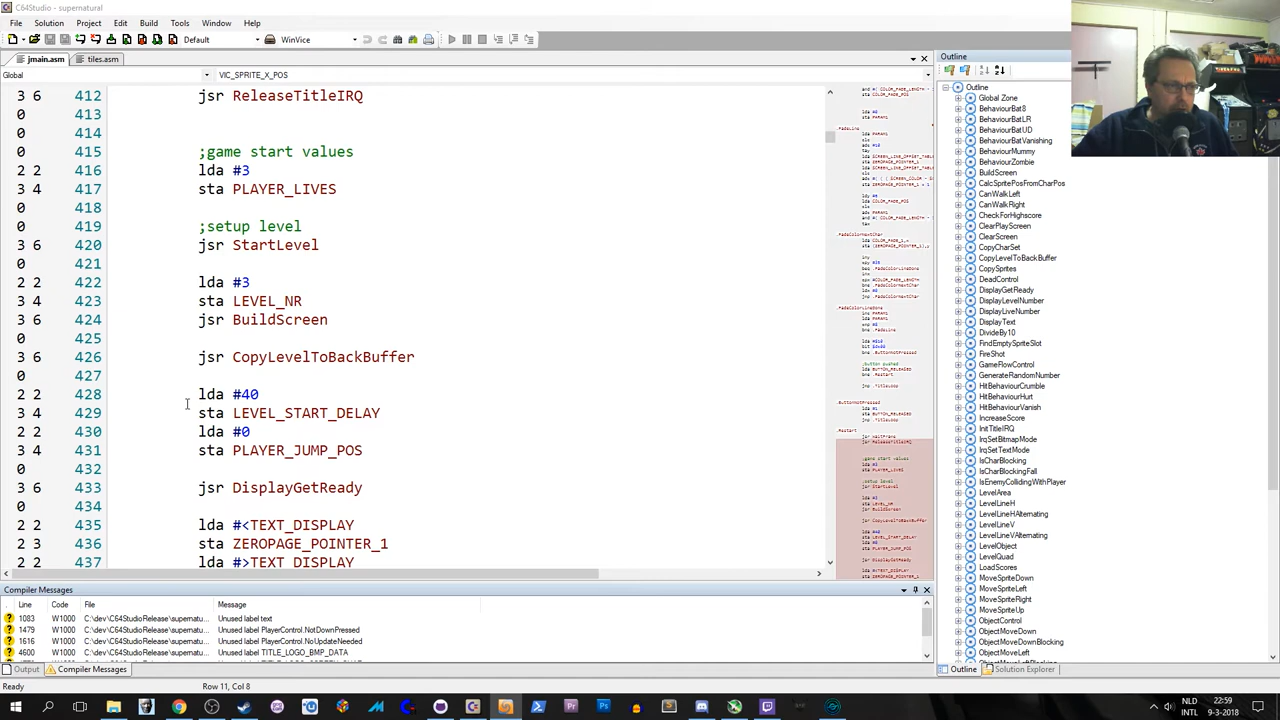 C64Studio - supernatural
File Solution Project Edit Build Tools Window Help
Default WinVice
jmain.asm tiles.asm
Global VIC_SPRITE_X_POS
3 6 412 jsr ReleaseTitleIRQ
0 413
0 414
0 415 ;game start values
2 2 416 lda #3
3 4 417 sta PLAYER_LIVES
0 418
0 419 ;setup level
3 6 420 jsr StartLevel
0 421
2 2 422 lda #3
3 4 423 sta LEVEL_NR
3 6 424 jsr BuildScreen
0 425
3 6 426 jsr CopyLevelToBackBuffer
0 427
2 2 428 lda #40
3 4 429 sta LEVEL_START_DELAY
2 2 430 lda #0
3 4 431 sta PLAYER_JUMP_POS
0 432
3 6 433 jsr DisplayGetReady
0 434
2 2 435 lda #<TEXT_DISPLAY
2 3 436 sta ZEROPAGE_POINTER_1
2 2 437 lda #>TEXT_DISPLAY
Outline
Outline
Global Zone
BehaviourBat8
BehaviourBatLR
BehaviourBatUD
BehaviourBatVanishing
BehaviourMummy
BehaviourZombie
BuildScreen
CalcSpritePosFromCharPos
CanWalkLeft
CanWalkRight
CheckForHighscore
ClearPlayScreen
ClearScreen
CopyCharSet
CopyLevelToBackBuffer
CopySprites
DeadControl
DisplayGetReady
DisplayLevelNumber
DisplayLiveNumber
DisplayText
DivideBy10
FindEmptySpriteSlot
FireShot
GameFlowControl
GenerateRandomNumber
HitBehaviourCrumble
HitBehaviourHurt
HitBehaviourVanish
IncreaseScore
InitTitleIRQ
IrqSetBitmapMode
IrqSetTextMode
IsCharBlocking
IsCharBlockingFall
IsEnemyCollidingWithPlayer
LevelArea
LevelLineH
LevelLineHAlternating
LevelLineV
LevelLineVAlternating
LevelObject
LevelQuad
LoadScores
MoveSpriteDown
MoveSpriteLeft
MoveSpriteRight
MoveSpriteUp
ObjectControl
ObjectMoveDown
ObjectMoveDownBlocking
ObjectMoveLeft
Outline Solution Explorer
Compiler Messages
Line Code File Message
1083 W1000 C:\dev\C64StudioRelease\supernatu... Unused label text
1479 W1000 C:\dev\C64StudioRelease\supernatu... Unused label PlayerControl.NotDownPressed
1616 W1000 C:\dev\C64StudioRelease\supernatu... Unused label PlayerControl.NoUpdateNeeded
4600 W1000 C:\dev\C64StudioRelease\supernatu... Unused label TITLE_LOGO_BMP_DATA
Output Compiler Messages
Ready Row 11, Col 8
NLD 22:59
9-3-2018